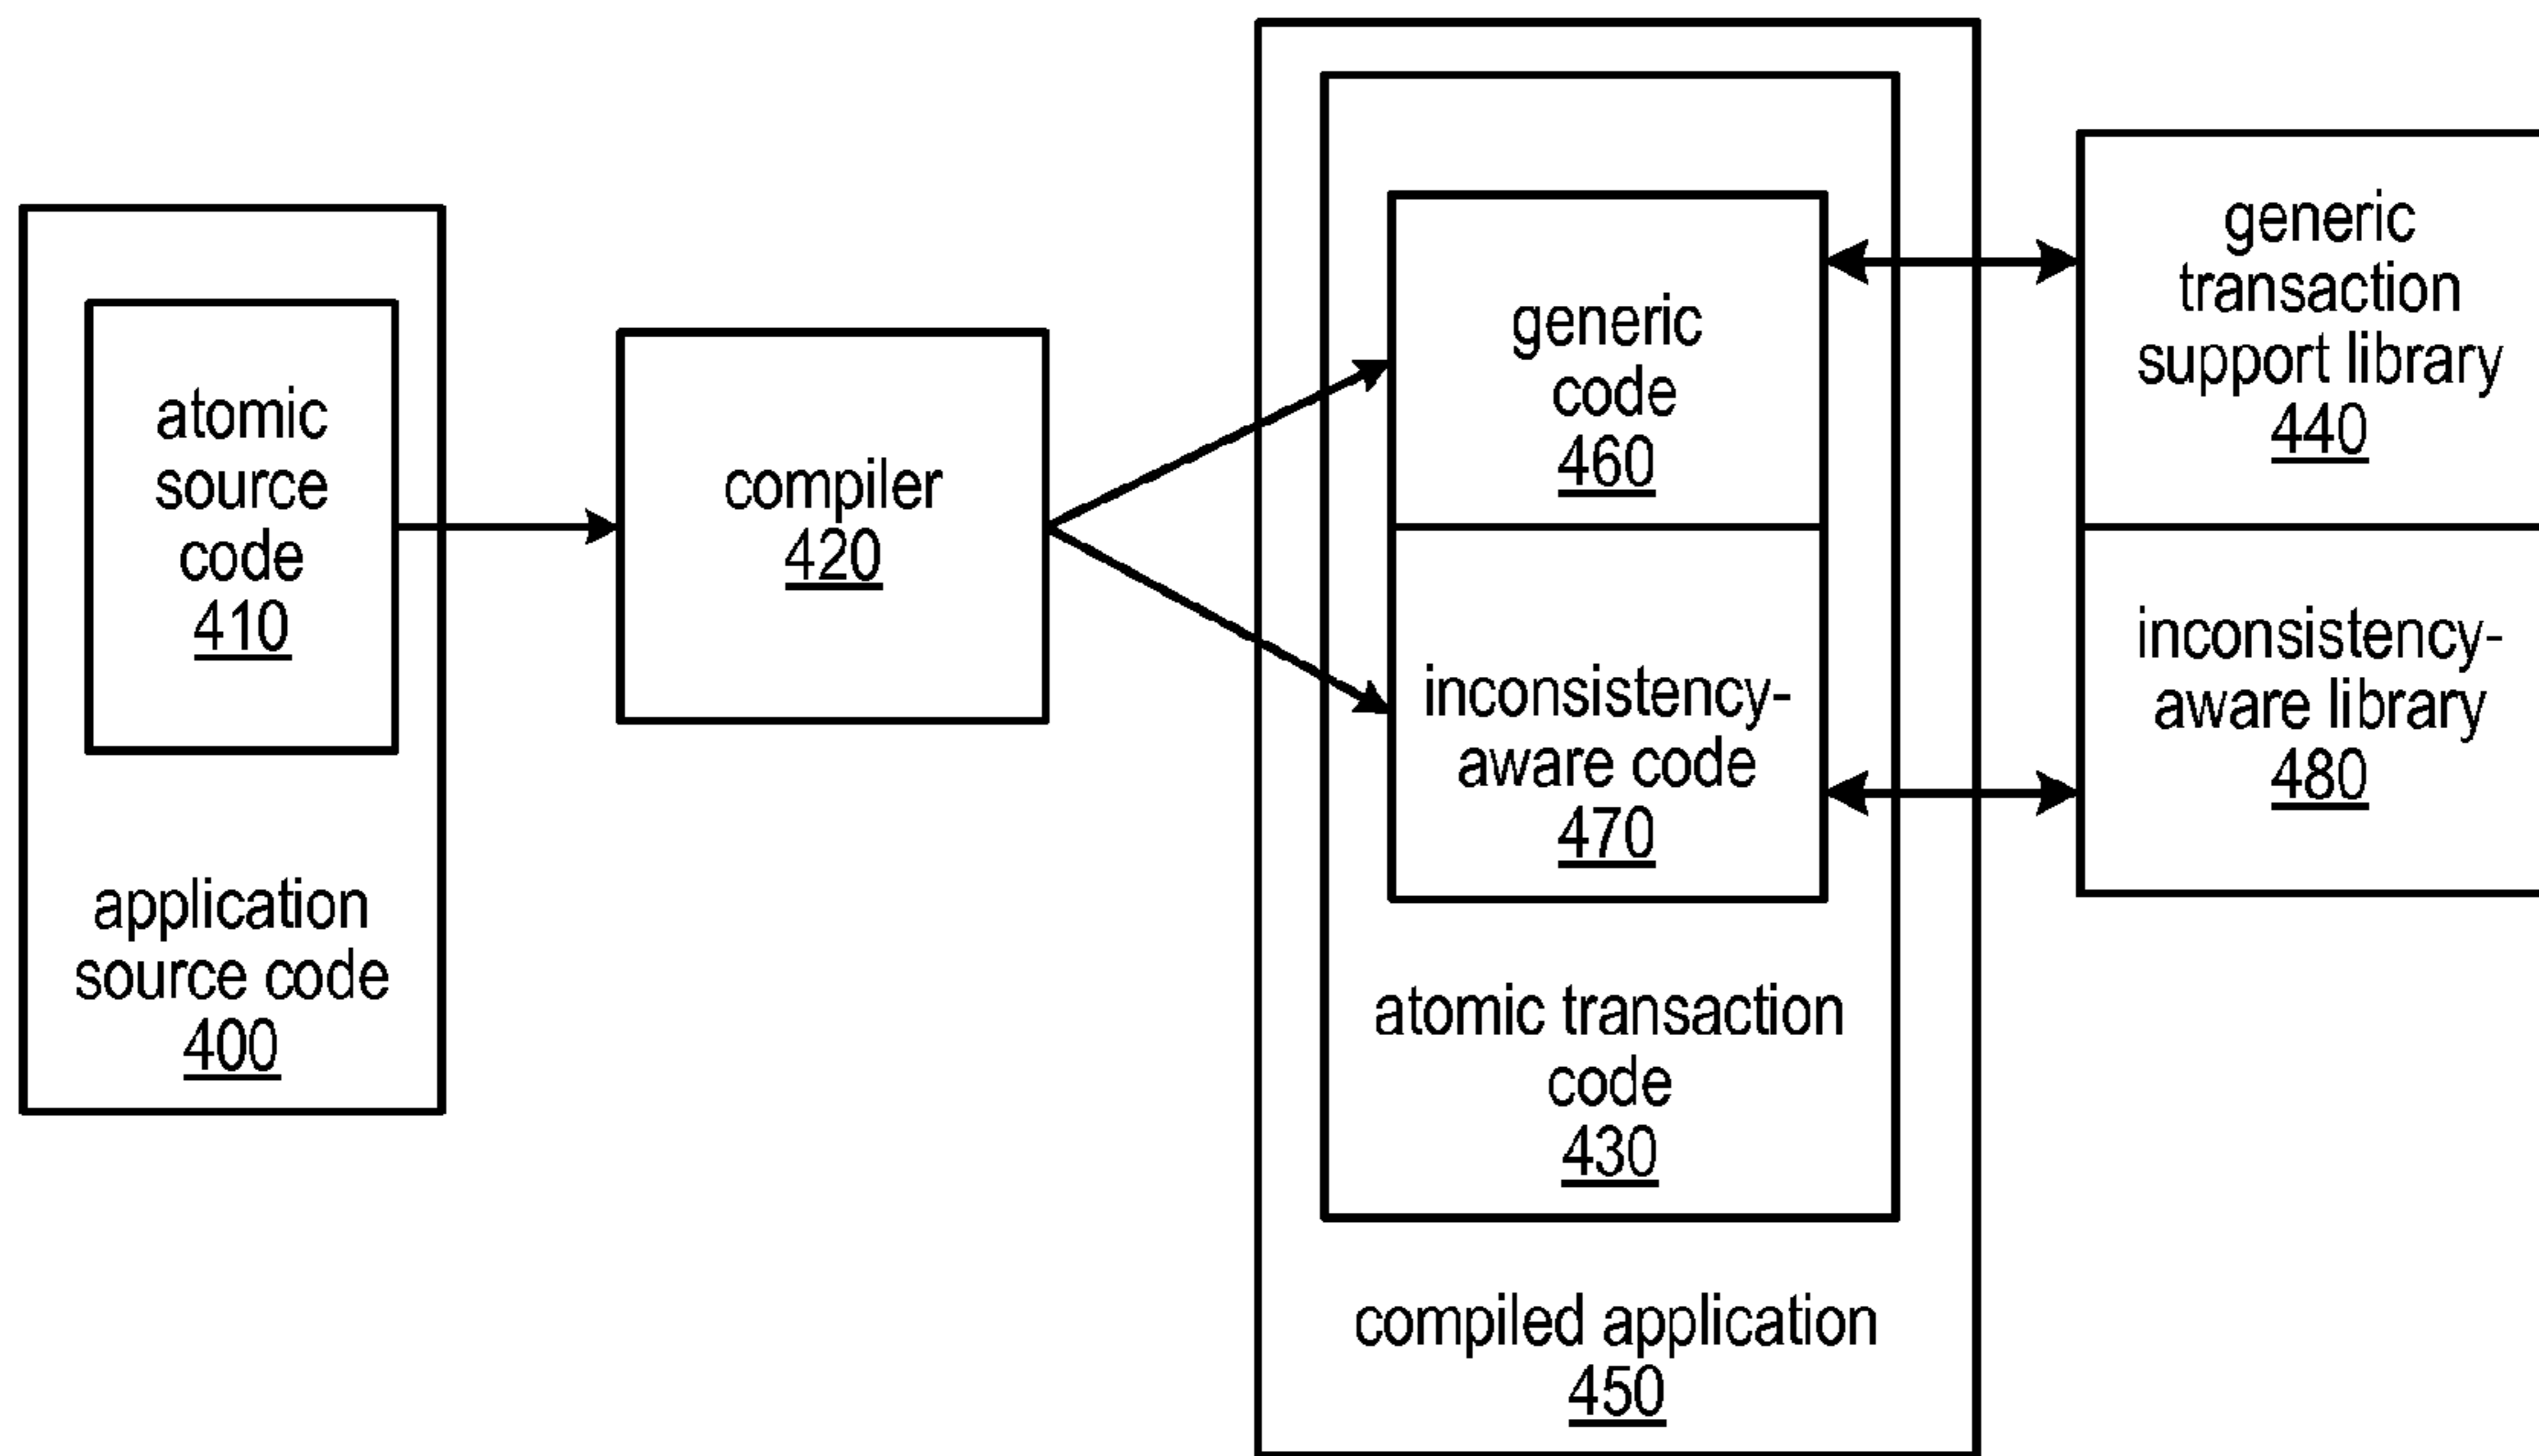 atomic
source
code
410
application
source code
400
compiler
420
generic
code
460
inconsistency-
aware code
470
atomic transaction
code
430
compiled application
450
generic
transaction
support library
440
inconsistency-
aware library
480